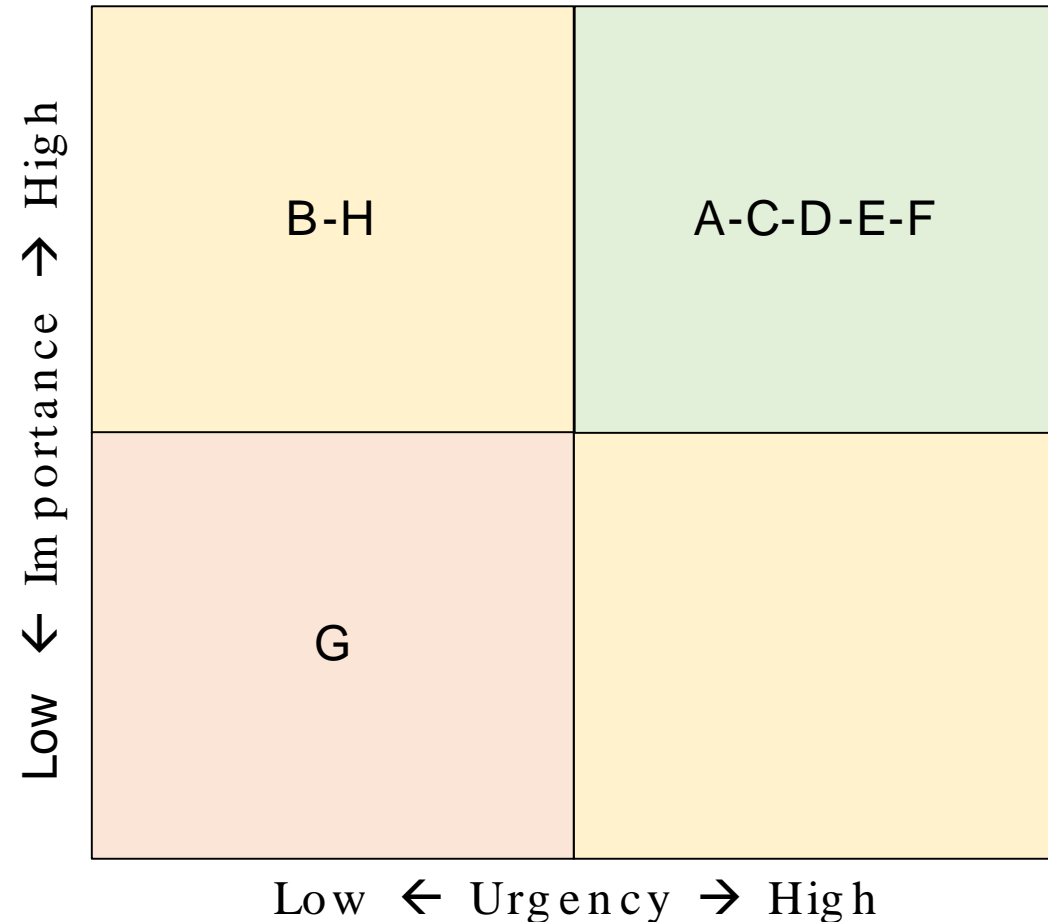 Low ← Importance → High
B-H
A-C-D-E-F
G
Low ← Urgency → High